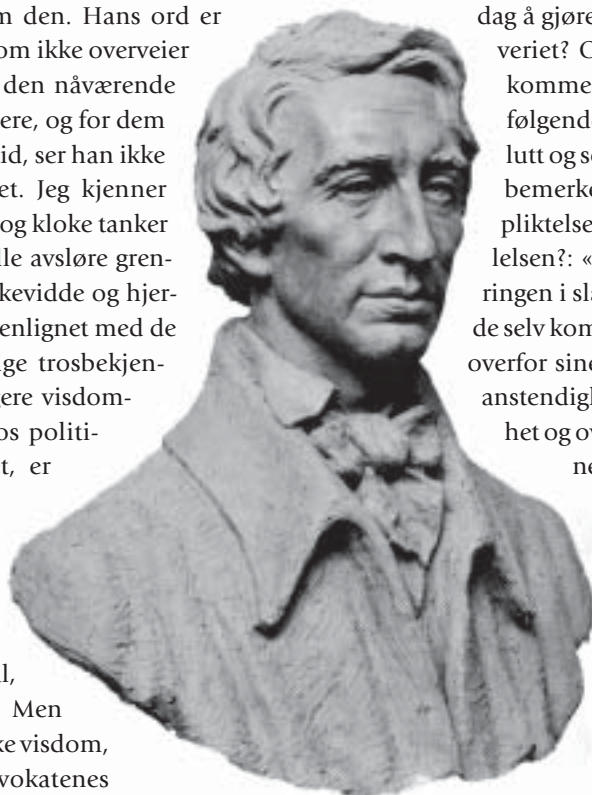 m den. Hans ord er
om ikke overveier
den nåværende
ere, og for dem
id, ser han ikke
et. Jeg kjenner
og kloke tanker
lle avsløre gren-
kevidde og hjer-
enlignet med de
ge trosbekjen-
gere visdom-
os politi-
t, er
l,
Men
ke visdom,
vokatenes
dag å gjøre
veriet? O
komme
følgende
lutt og se
bemerke
pliktelse
lelsen?: «
ringen i sla
de selv kom
overfor sine
anstendigh
het og ov
ne